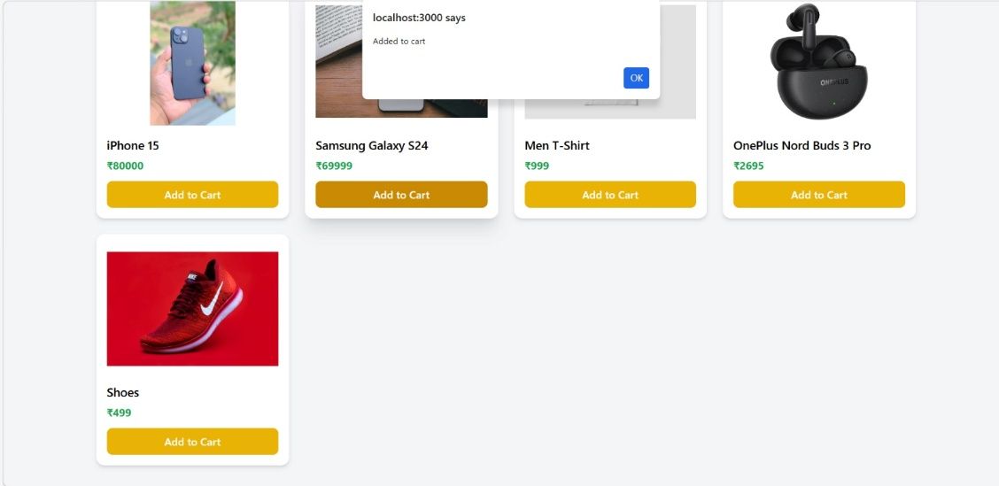 localhost:3000 says
Added to cart
OK
ONEPLUS
iPhone 15
₹80000
Add to Cart
Samsung Galaxy S24
₹69999
Add to Cart
Men T-Shirt
₹999
Add to Cart
OnePlus Nord Buds 3 Pro
₹2695
Add to Cart
NIKE
Shoes
₹499
Add to Cart